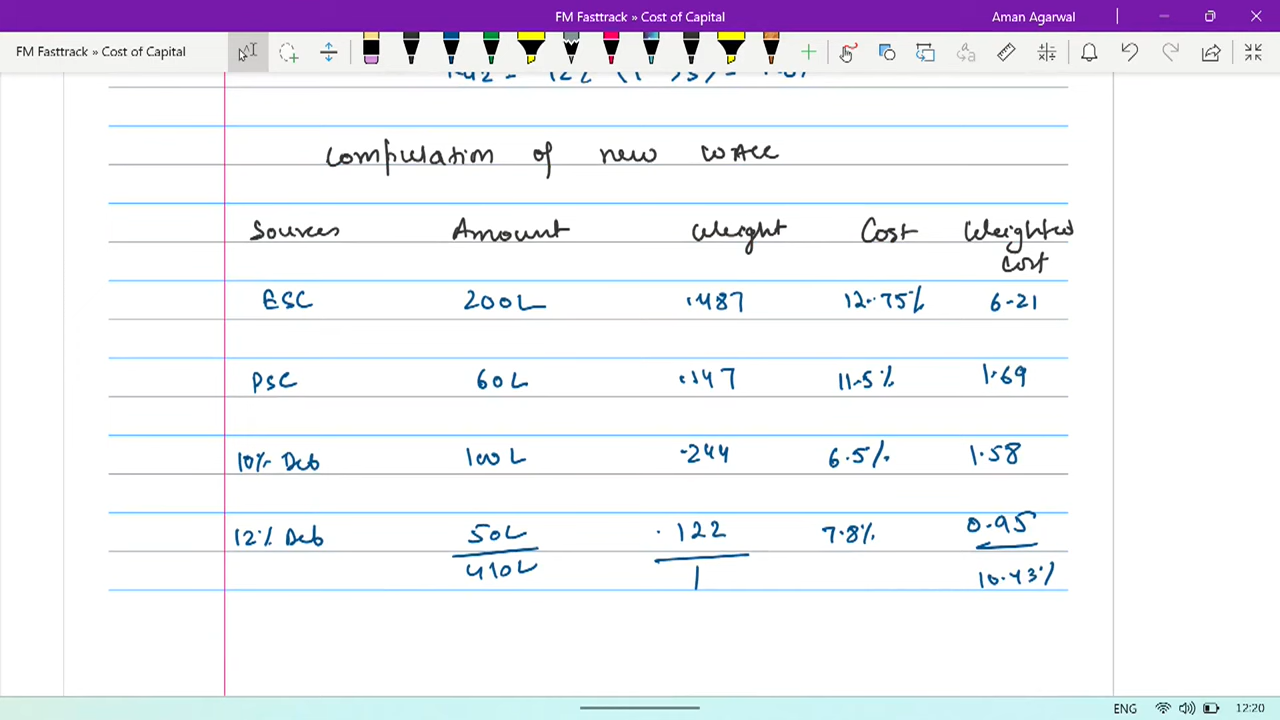 FM Fasttrack » Cost of Capital
Aman Agarwal
FM Fasttrack » Cost of Capital
Computation of new WACC
Sources Amount Weight Cost Weighted cost
ESC 200L .487 12.75% 6.21
PSC 60L .147 11.5% 1.69
10% Deb 100L .244 6.5% 1.58
12% Deb 50L .122 7.8% 0.95
410L 1 10.43%
ENG 12:20